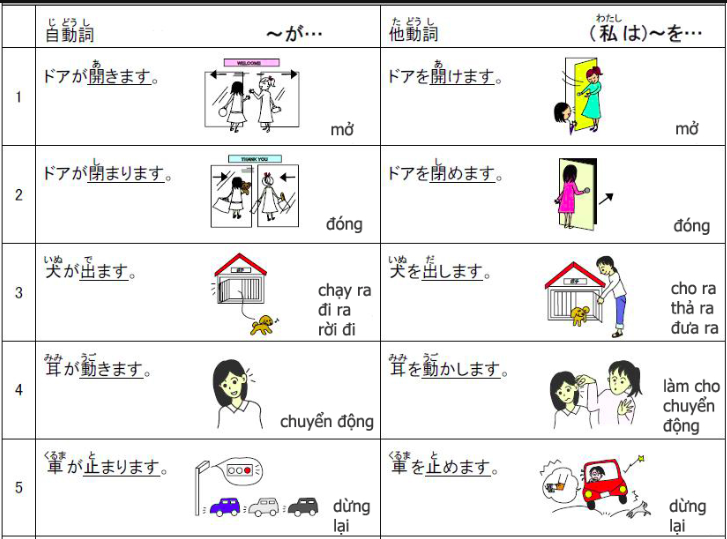 自動詞 ～が…
じ どう し
他動詞 （私は）～を…
た どう し わたし
1
ドアが開きます。
あ
WELCOME
mở
ドアを開けます。
あ
mở
2
ドアが閉まります。
し
THANK YOU
đóng
ドアを閉めます。
し
đóng
3
犬が出ます。
いぬ で
chạy ra
đi ra
rời đi
犬を出します。
いぬ だ
cho ra
thả ra
đưa ra
4
耳が動きます。
みみ うご
chuyển động
耳を動かします。
みみ うご
làm cho
chuyển
động
5
車が止まります。
くるま と
dừng
lại
車を止めます。
くるま と
dừng
lại